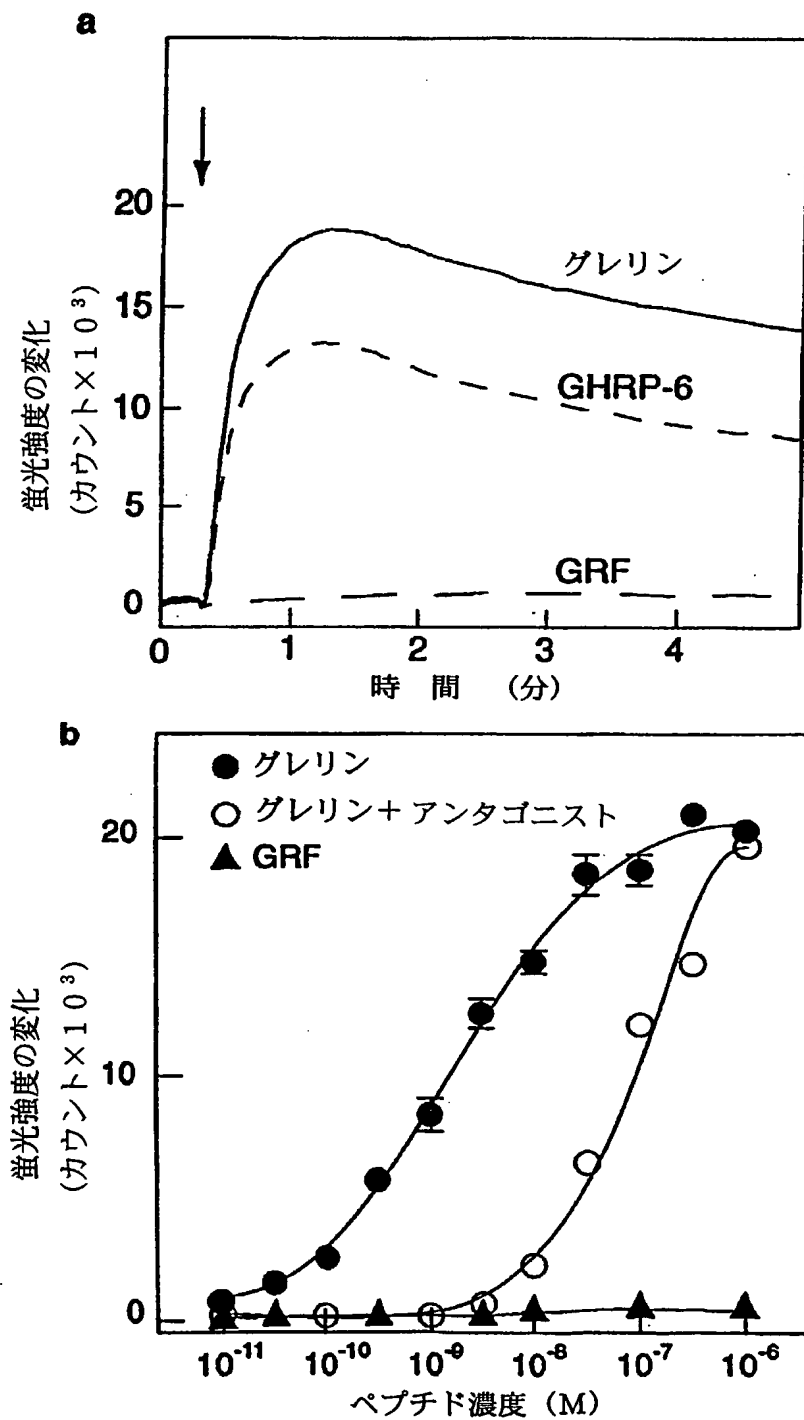 a
20
15
10
5
0
蛍光強度の変化
(カウント×10³)
グレリン
GHRP-6
GRF
0 1 2 3 4
時 間 (分)
b
● グレリン
○ グレリン+アンタゴニスト
▲ GRF
20
10
0
蛍光強度の変化
(カウント×10³)
10⁻¹¹ 10⁻¹⁰ 10⁻⁹ 10⁻⁸ 10⁻⁷ 10⁻⁶
ペプチド濃度 (M)